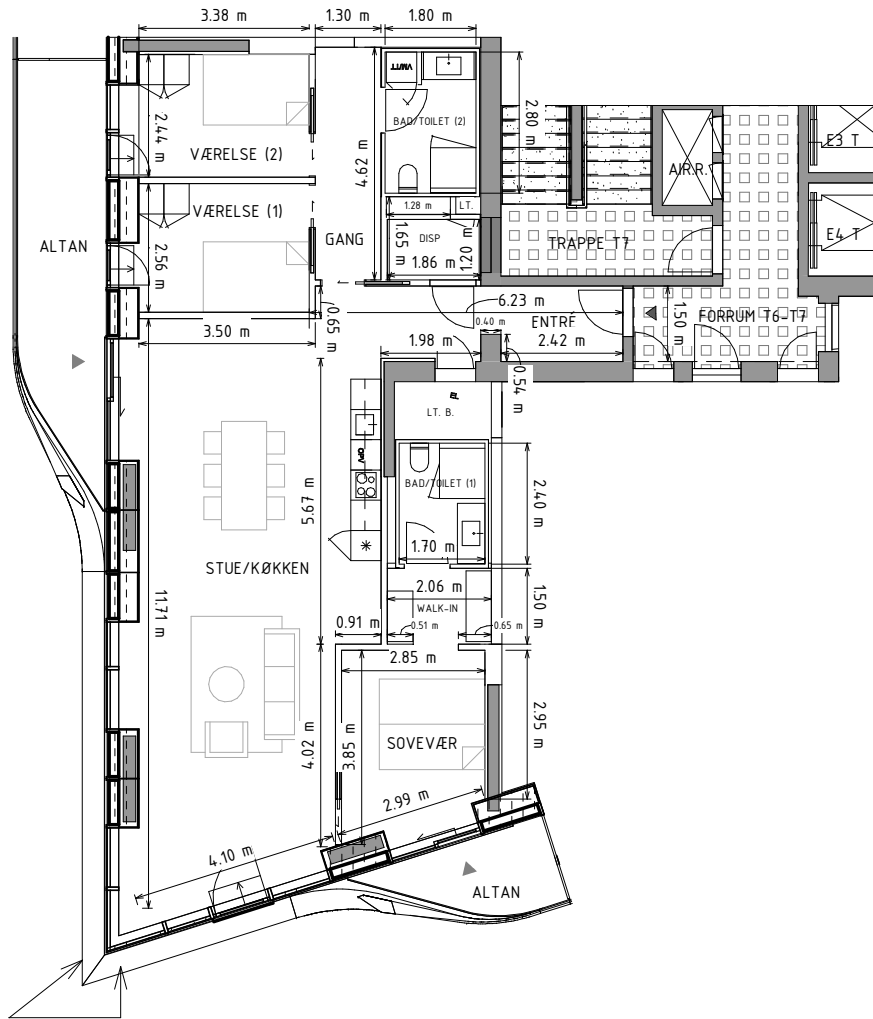 3.38 m
1.30 m
1.80 m
VM/TT
2.44 m
VÆRELSE (2)
BAD/TOILET (2)
2.80 m
4.62 m
AIR.R.
E3 T
VÆRELSE (1)
1.28 m
LT.
ALTAN
2.56 m
GANG
1.65 m
DISP
1.20 m
1.86 m
TRAPPE T7
E4 T
6.23 m
0.65 m
3.50 m
1.98 m
0.40 m
ENTRÉ
2.42 m
0.54 m
1.50 m
FORRUM T6-T7
LT. B.
OPV
BAD/TOILET (1)
2.40 m
5.67 m
1.70 m
STUE/KØKKEN
11.71 m
2.06 m
WALK-IN
1.50 m
0.91 m
0.51 m
0.65 m
2.85 m
4.02 m
3.85 m
SOVEVÆR
2.95 m
2.99 m
4.10 m
ALTAN